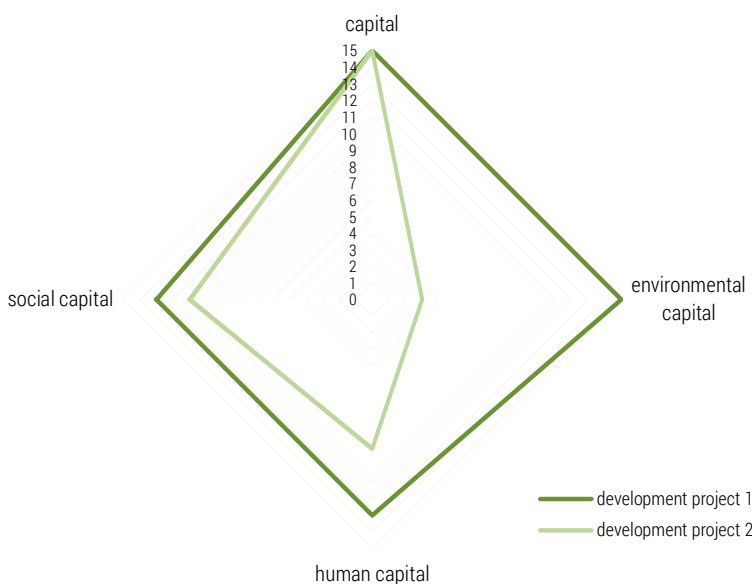 capital
15
14
13
12
11
10
9
8
7
6
5
4
3
2
1
0
social capital
environmental
capital
development project 1
development project 2
human capital